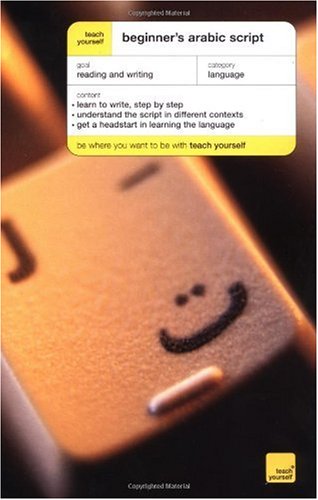 Copyrighted Material
teach yourself
beginner's arabic script
goal
reading and writing
category
language
content
• learn to write, step by step
• understand the script in different contexts
• get a headstart in learning the language
be where you want to be with teach yourself
J ـ
ت
teach® yourself
Copyrighted Material